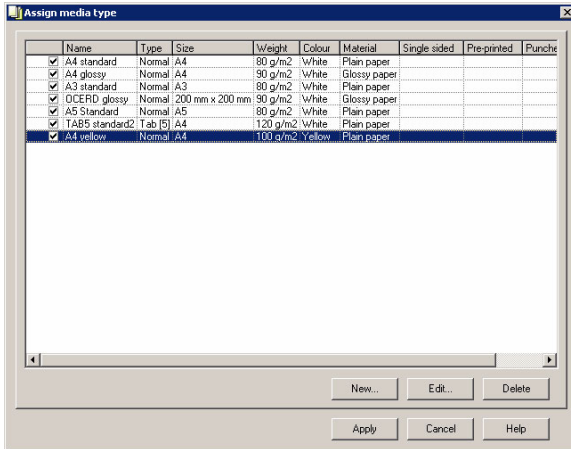 Assign media type
Name Type Size Weight Colour Material Single sided Pre-printed Punche
A4 standard Normal A4 80 g/m2 White Plain paper
A4 glossy Normal A4 90 g/m2 White Glossy paper
A3 standard Normal A3 80 g/m2 White Plain paper
OCERD glossy Normal 200 mm x 200 mm 90 g/m2 White Glossy paper
A5 Standard Normal A5 80 g/m2 White Plain paper
TAB5 standard2 Tab [5] A4 120 g/m2 White Plain paper
A4 yellow Normal A4 100 g/m2 Yellow Plain paper
New... Edit... Delete
Apply Cancel Help